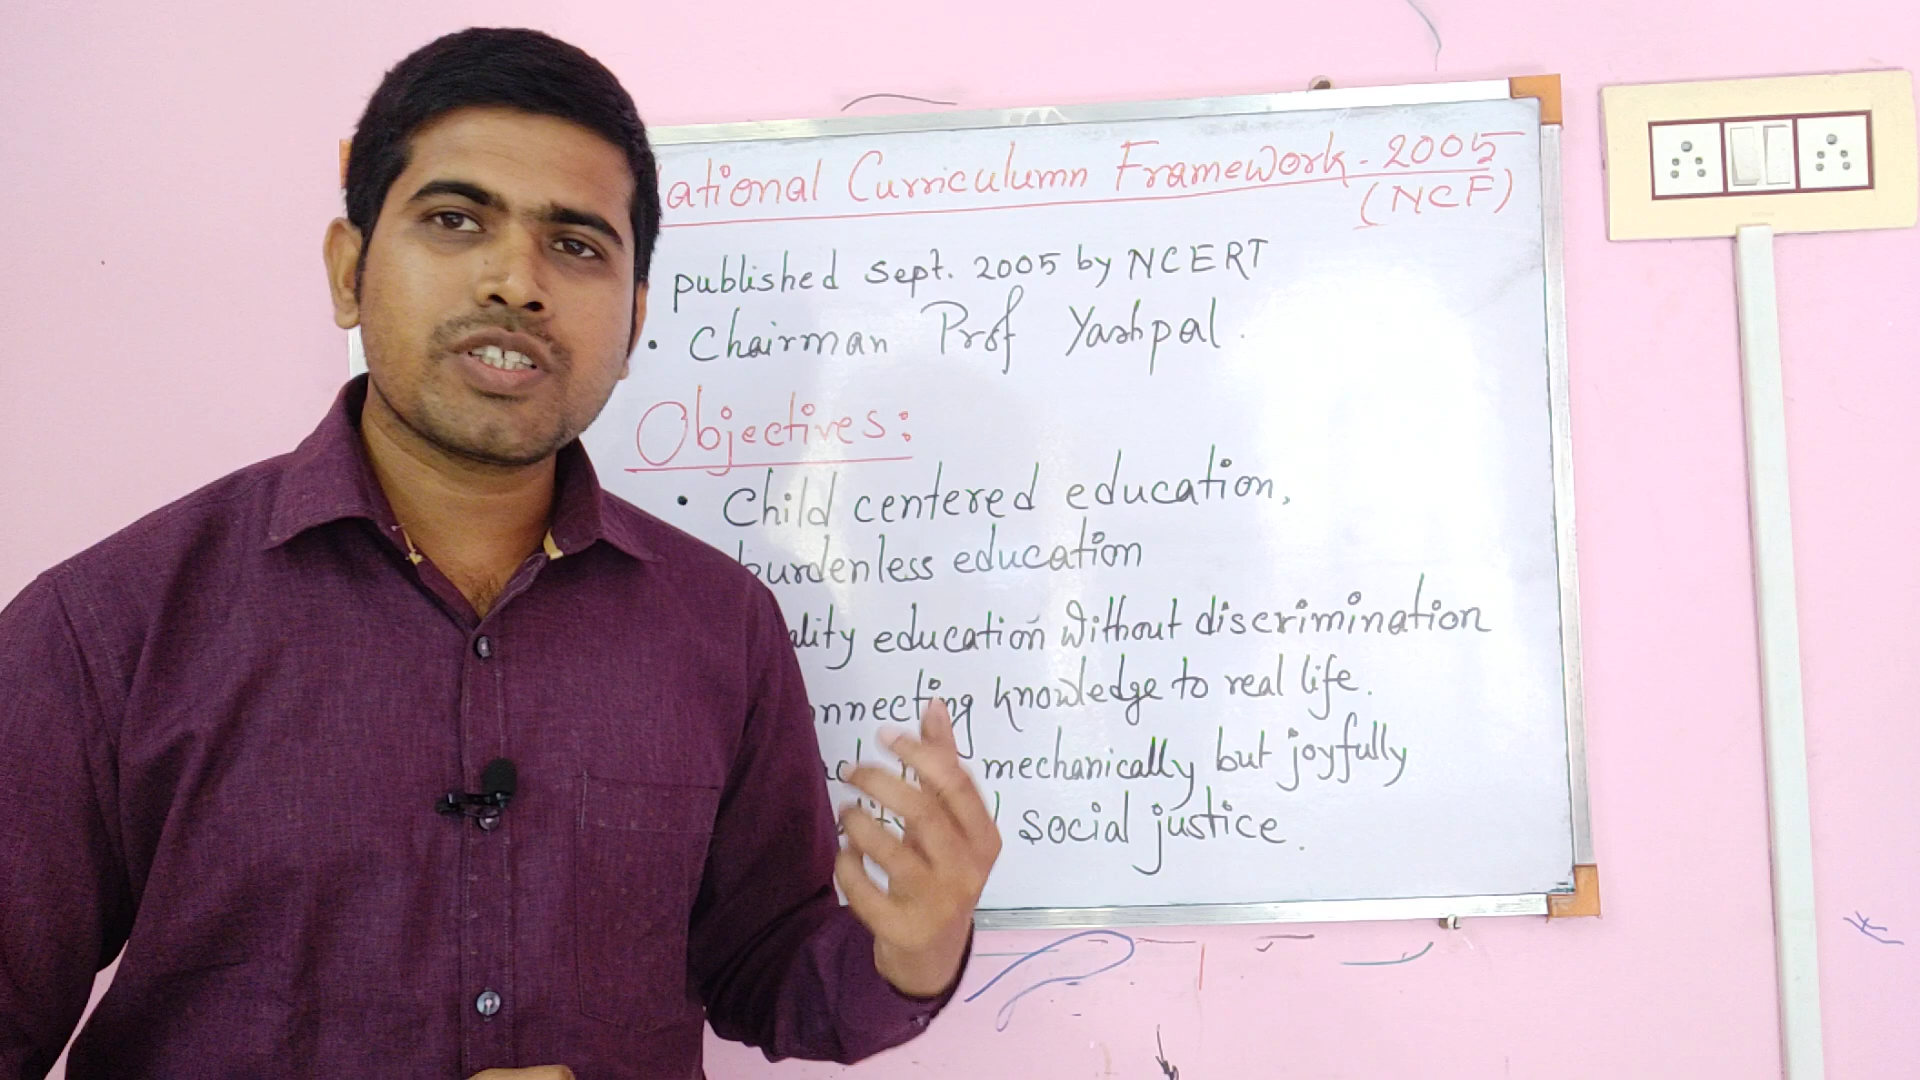 ational Curriculumn Framework - 2005
(NCF)
published sept. 2005 by NCERT
• Chairman Prof Yashpal.
Objectives:
• Child centered education,
burdenless education
ality education without discrimination
onnecting knowledge to real life.
mechanically but joyfully
social justice.